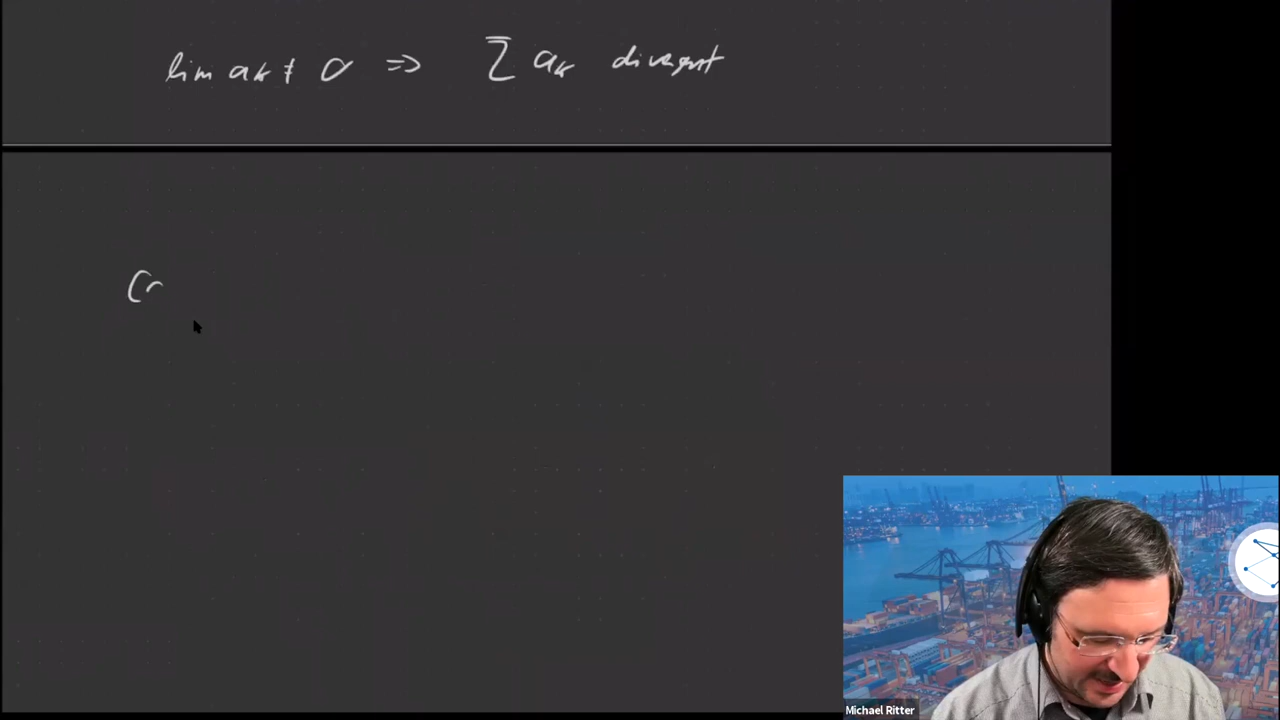 lim aₖ ≠ 0 ⇒ ∑ aₖ divergent
(r
Michael Ritter